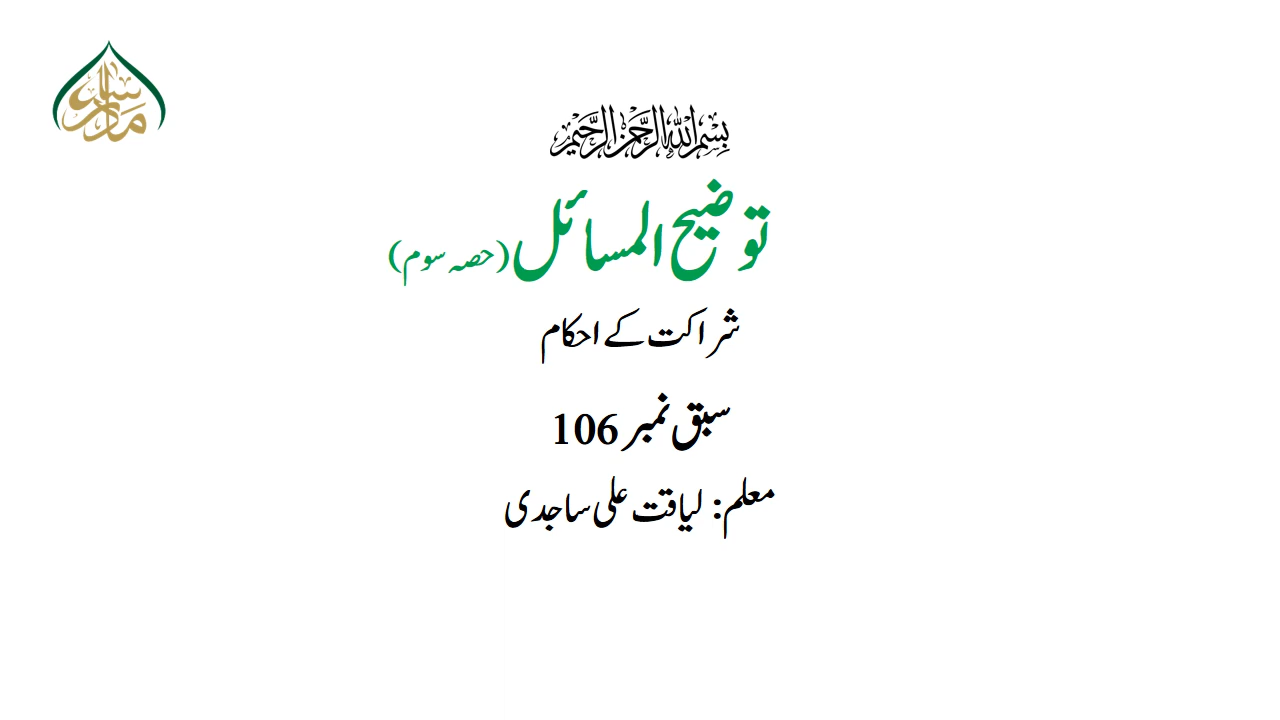 بسم اللہ الرحمن الرحیم
توضیح المسائل (حصہ سوم)
شراکت کے احکام
سبق نمبر 106
معلم: لیاقت علی ساجدی